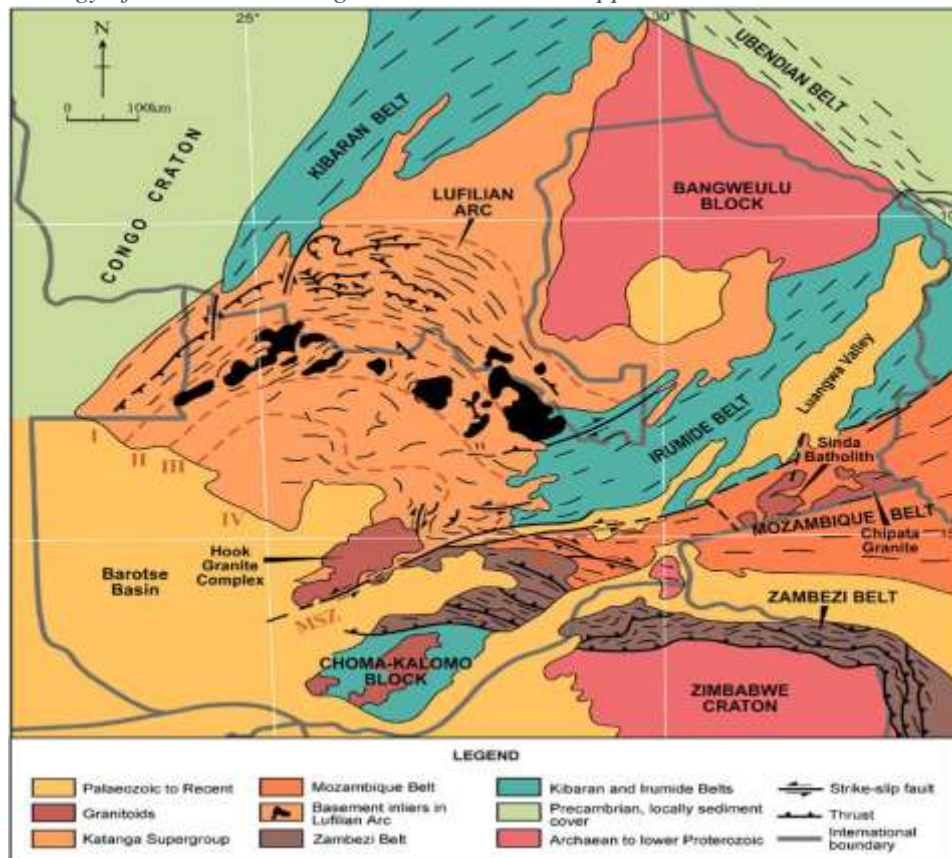 25°
30°
N
0 100km
CONGO CRATON
KIBARAN BELT
UBENDIAN BELT
LUFILIAN
ARC
BANGWEULU
BLOCK
Luangwa Valley
IRUMIDE BELT
Sinda
Batholith
I
II
III
IV
MOZAMBIQUE BELT
Chipata
Granite
Hook
Granite
Complex
Barotse
Basin
MSZ
ZAMBEZI BELT
CHOMA-KALOMO
BLOCK
ZIMBABWE
CRATON
LEGEND
Palaeozoic to Recent
Mozambique Belt
Kibaran and Irumide Belts
Strike-slip fault
Granitoids
Basement inliers in
Lufilian Arc
Precambrian, locally sediment
cover
Thrust
Katanga Supergroup
Zambezi Belt
Archaean to lower Proterozoic
International
boundary